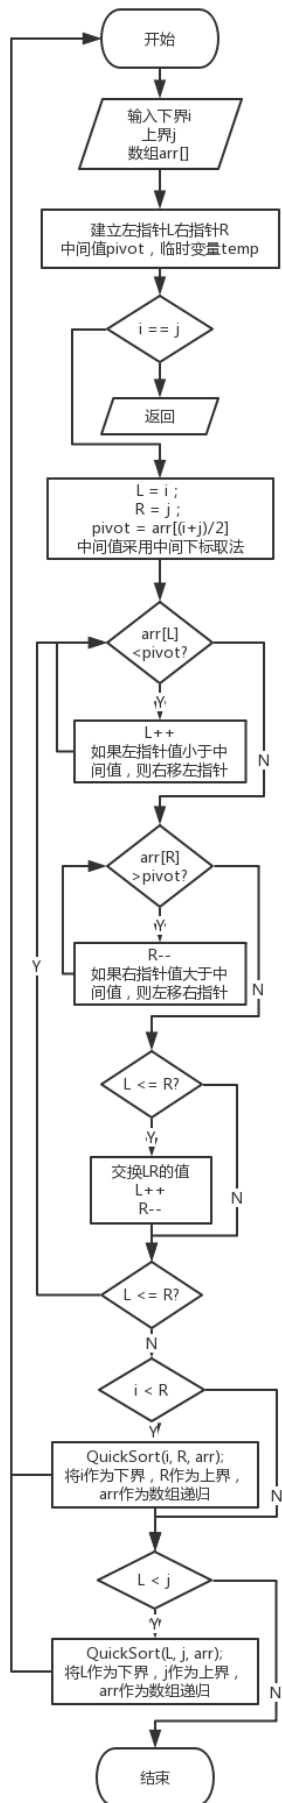 开始
输入下界i
上界j
数组arr[]
建立左指针L右指针R
中间值pivot，临时变量temp
i == j
返回
L = i ;
R = j ;
pivot = arr[(i+j)/2]
中间值采用中间下标取法
arr[L]
<pivot?
Y
L++
如果左指针值小于中
间值，则右移左指针
N
arr[R]
>pivot?
Y
R--
如果右指针值大于中
间值，则左移右指针
Y
N
L <= R?
Y
交换LR的值
L++
R--
N
L <= R?
N
i < R
Y
QuickSort(i, R, arr);
将i作为下界，R作为上界，
arr作为数组递归
N
L < j
Y
QuickSort(L, j, arr);
将L作为下界，j作为上界，
arr作为数组递归
N
结束